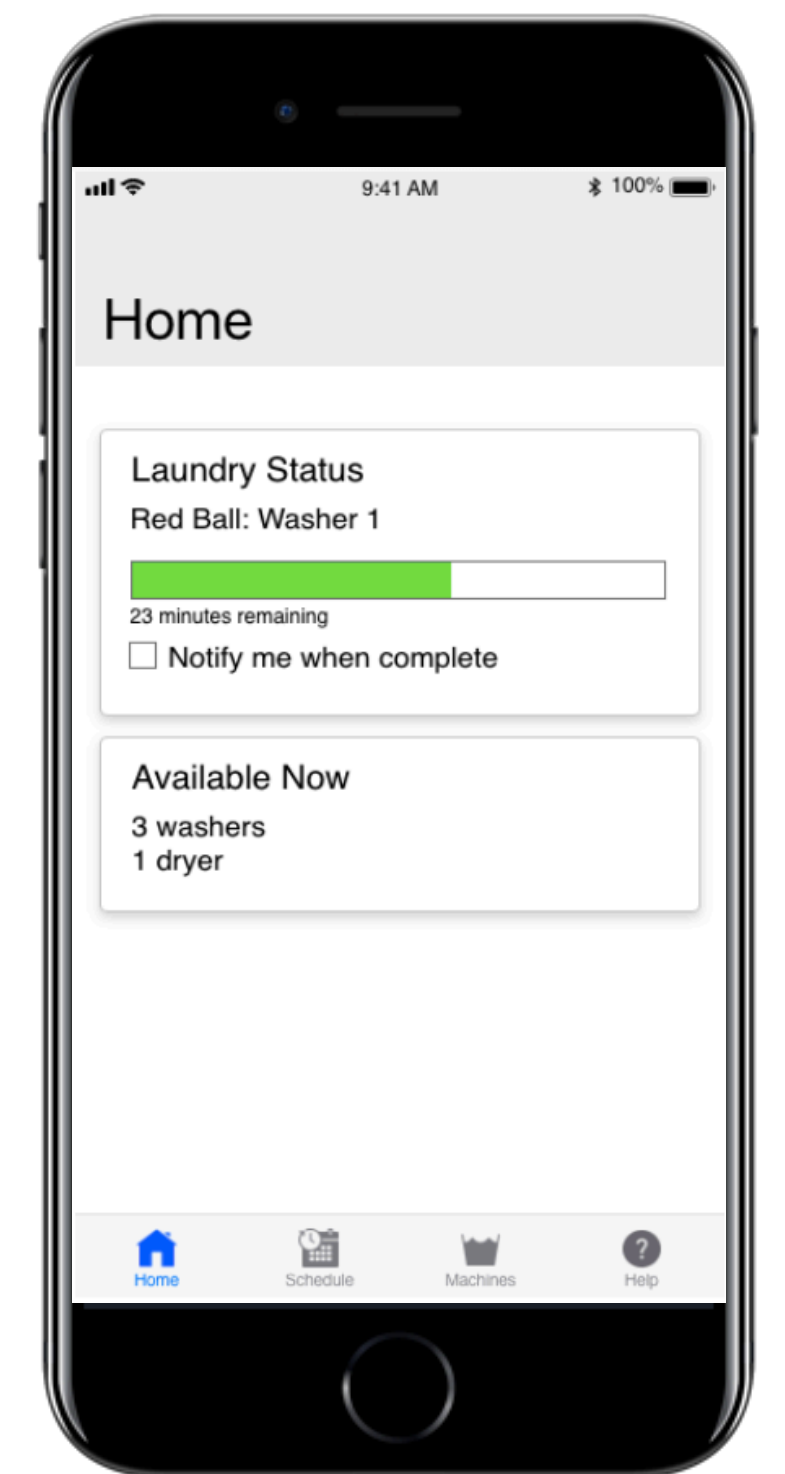 9:41 AM 100%
Home
Laundry Status
Red Ball: Washer 1
23 minutes remaining
Notify me when complete
Available Now
3 washers
1 dryer
Home Schedule Machines Help